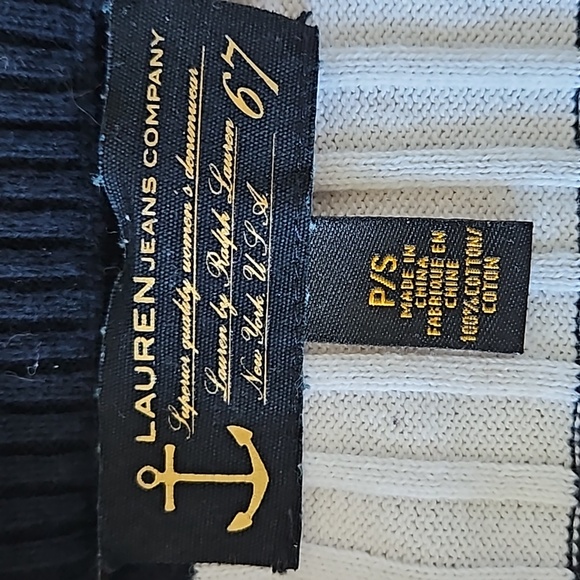 LAUREN JEANS COMPANY
Superior quality women's denimwear
Lauren by Ralph Lauren
New York U.S.A
67
P/S
MADE IN
CHINA
FABRIQUE EN
CHINE
100%COTTON/
COTON